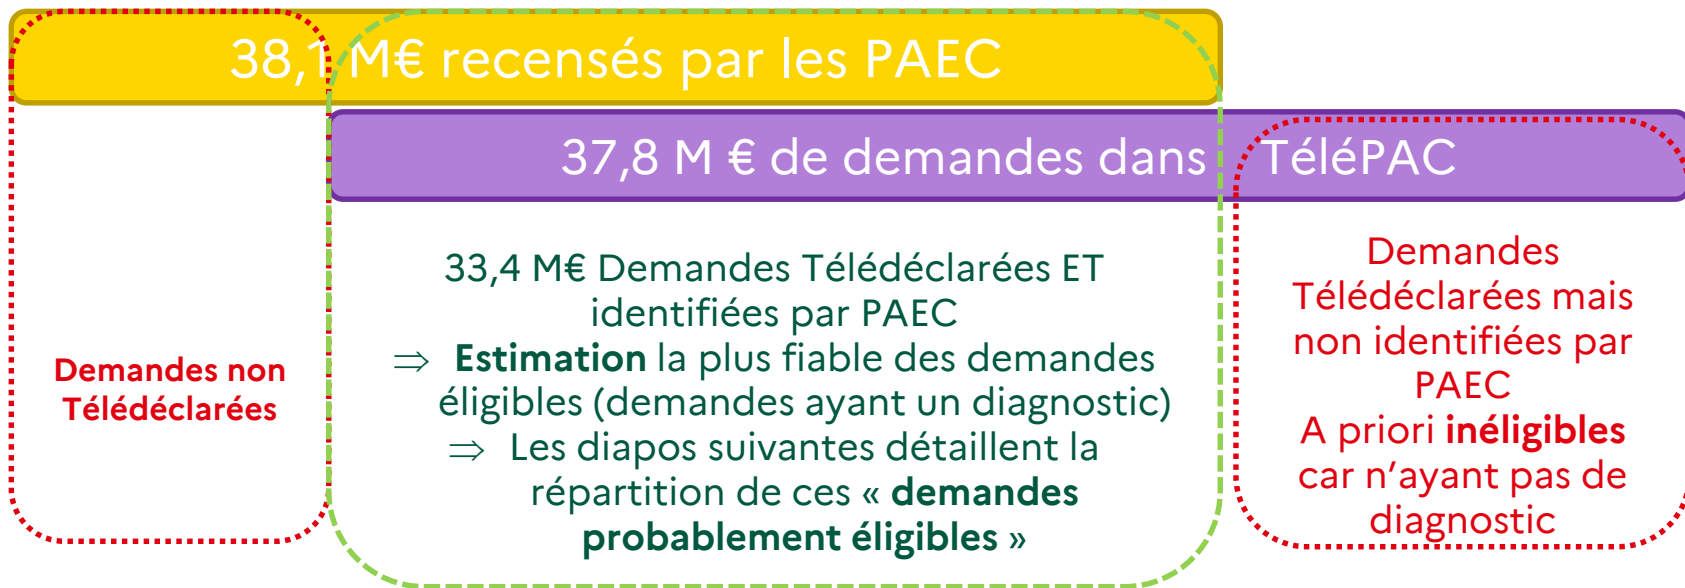 38,1 M€ recensés par les PAEC
37,8 M € de demandes dans TéléPAC
Demandes non
Télédéclarées
33,4 M€ Demandes Télédéclarées ET
identifiées par PAEC
⇒ Estimation la plus fiable des demandes
éligibles (demandes ayant un diagnostic)
⇒ Les diapos suivantes détaillent la
répartition de ces « demandes
probablement éligibles »
Demandes
Télédéclarées mais
non identifiées par
PAEC
A priori inéligibles
car n'ayant pas de
diagnostic